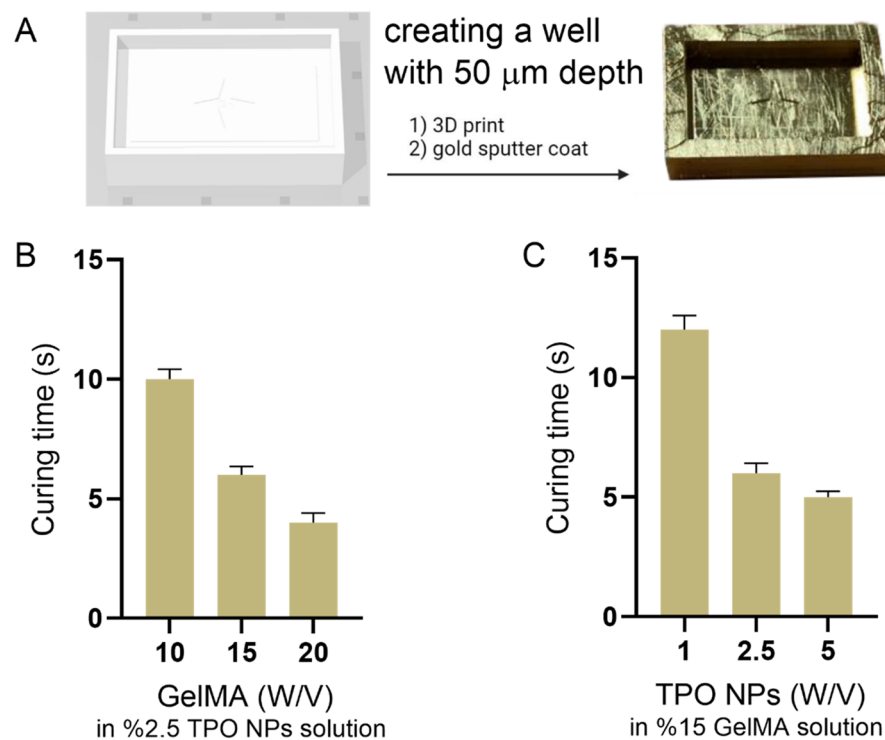 A
creating a well
with 50 μm depth
1) 3D print
2) gold sputter coat
B
15
10
5
0
Curing time (s)
10 15 20
GelMA (W/V)
in %2.5 TPO NPs solution
C
15
10
5
0
Curing time (s)
1 2.5 5
TPO NPs (W/V)
in %15 GelMA solution